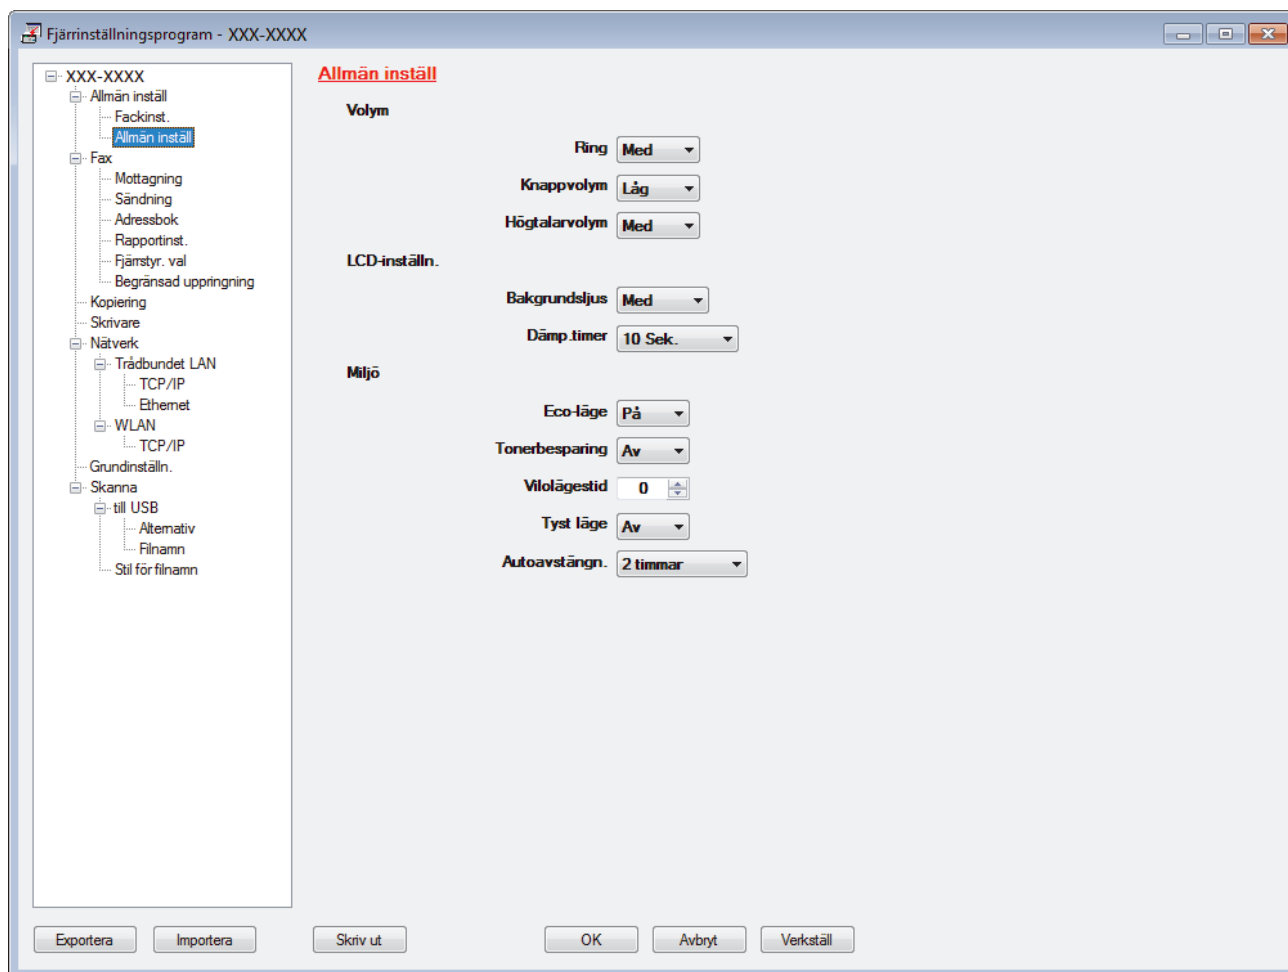 Fjärrinställningsprogram - XXX-XXXX
XXX-XXXX
Allmän inställ
Fackinst.
Allmän inställ
Fax
Mottagning
Sändning
Adressbok
Rapportinst.
Fjärrstyr. val
Begränsad uppringning
Kopiering
Skrivare
Nätverk
Trådbundet LAN
TCP/IP
Ethernet
WLAN
TCP/IP
Grundinställn.
Skanna
till USB
Alternativ
Filnamn
Stil för filnamn
Allmän inställ
Volym
Ring Med
Knappvolym Låg
Högtalarvolym Med
LCD-inställn.
Bakgrundsljus Med
Dämp.timer 10 Sek.
Miljö
Eco-läge På
Tonerbesparing Av
Vilolägestid 0
Tyst läge Av
Autoavstängn. 2 timmar
Exportera Importera Skriv ut OK Avbryt Verkställ